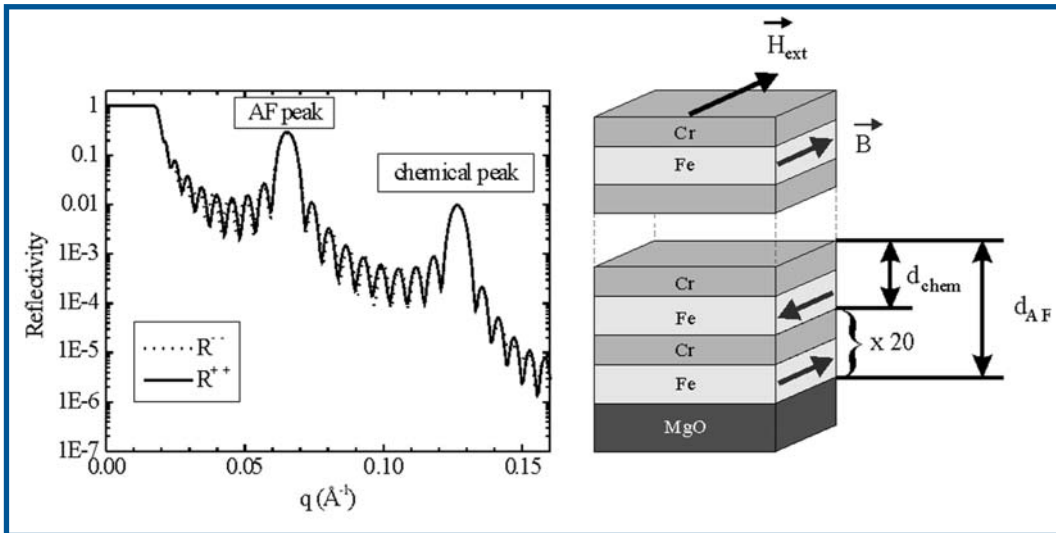 Reflectivity
1
0.1
0.01
1E-3
1E-4
1E-5
1E-6
1E-7
AF peak
chemical peak
R⁻⁻
R⁺⁺
0.00
0.05
0.10
0.15
q (Å⁻¹)
H_ext
Cr
Fe
B
Cr
Fe
Cr
Fe
MgO
d_chem
x 20
d_AF